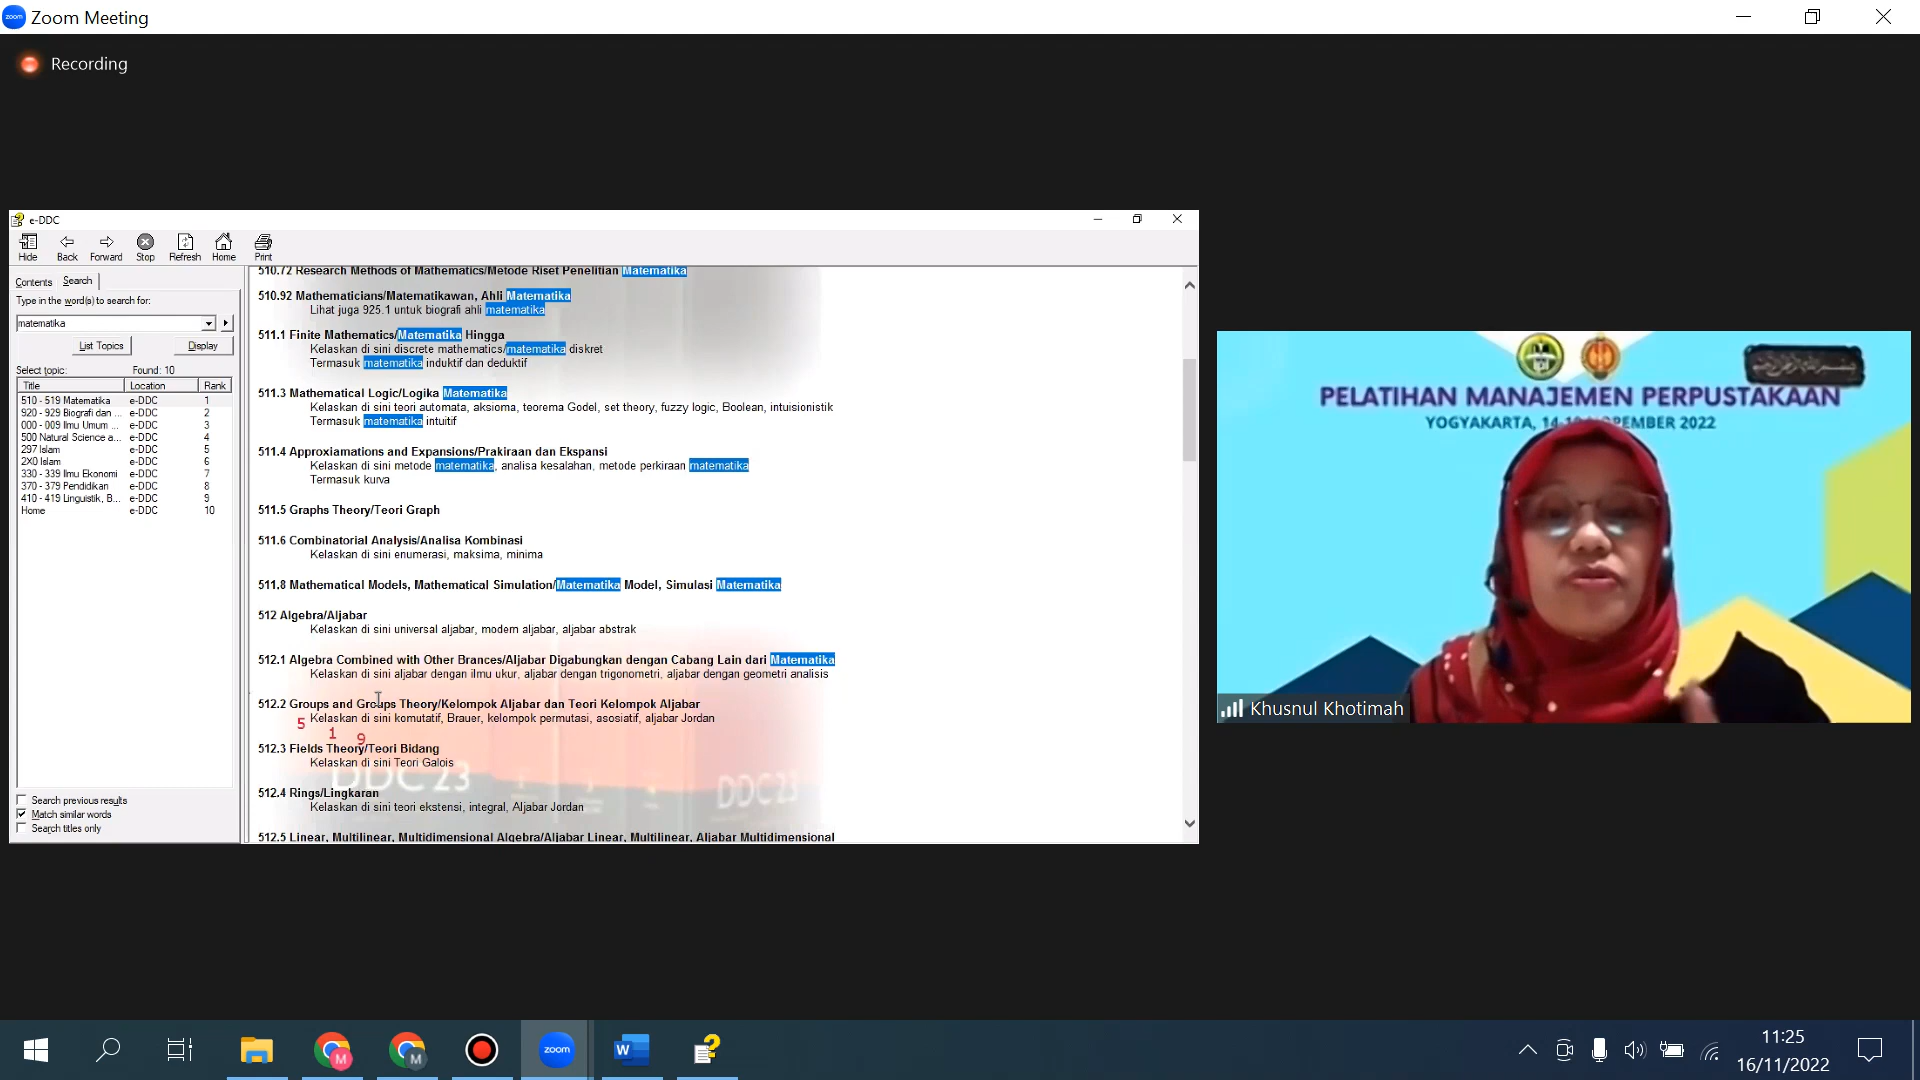 Zoom Meeting
Recording
e-DDC
Hide Back Forward Stop Refresh Home Print
Contents Search
Type in the word(s) to search for:
matematika
List Topics Display
Select topic: Found: 10
Title Location Rank
510 - 519 Matematika e-DDC 1
920 - 929 Biografi dan ... e-DDC 2
000 - 009 Ilmu Umum ... e-DDC 3
500 Natural Science a... e-DDC 4
297 Islam e-DDC 5
2X0 Islam e-DDC 6
330 - 339 Ilmu Ekonomi e-DDC 7
370 - 379 Pendidikan e-DDC 8
410 - 419 Linguistik, B... e-DDC 9
Home e-DDC 10
Search previous results
Match similar words
Search titles only
510.72 Research Methods of Mathematics/Metode Riset Penelitian Matematika
510.92 Mathematicians/Matematikawan, Ahli Matematika
Lihat juga 925.1 untuk biografi ahli matematika
511.1 Finite Mathematics/Matematika Hingga
Kelaskan di sini discrete mathematics/matematika diskret
Termasuk matematika induktif dan deduktif
511.3 Mathematical Logic/Logika Matematika
Kelaskan di sini teori automata, aksioma, teorema Godel, set theory, fuzzy logic, Boolean, intuisionistik
Termasuk matematika intuitif
511.4 Approxiamations and Expansions/Prakiraan dan Ekspansi
Kelaskan di sini metode matematika, analisa kesalahan, metode perkiraan matematika
Termasuk kurva
511.5 Graphs Theory/Teori Graph
511.6 Combinatorial Analysis/Analisa Kombinasi
Kelaskan di sini enumerasi, maksima, minima
511.8 Mathematical Models, Mathematical Simulation/Matematika Model, Simulasi Matematika
512 Algebra/Aljabar
Kelaskan di sini universal aljabar, modern aljabar, aljabar abstrak
512.1 Algebra Combined with Other Brances/Aljabar Digabungkan dengan Cabang Lain dari Matematika
Kelaskan di sini aljabar dengan ilmu ukur, aljabar dengan trigonometri, aljabar dengan geometri analisis
512.2 Groups and Groups Theory/Kelompok Aljabar dan Teori Kelompok Aljabar
Kelaskan di sini komutatif, Brauer, kelompok permutasi, asosiatif, aljabar Jordan
5 1 9
512.3 Fields Theory/Teori Bidang
Kelaskan di sini Teori Galois
DDC 23 DDC23
512.4 Rings/Lingkaran
Kelaskan di sini teori ekstensi, integral, Aljabar Jordan
512.5 Linear, Multilinear, Multidimensional Algebra/Aljabar Linear, Multilinear, Aljabar Multidimensional
PELATIHAN MANAJEMEN PERPUSTAKAAN
YOGYAKARTA, 2022
Khusnul Khotimah
zoom
11:25
16/11/2022